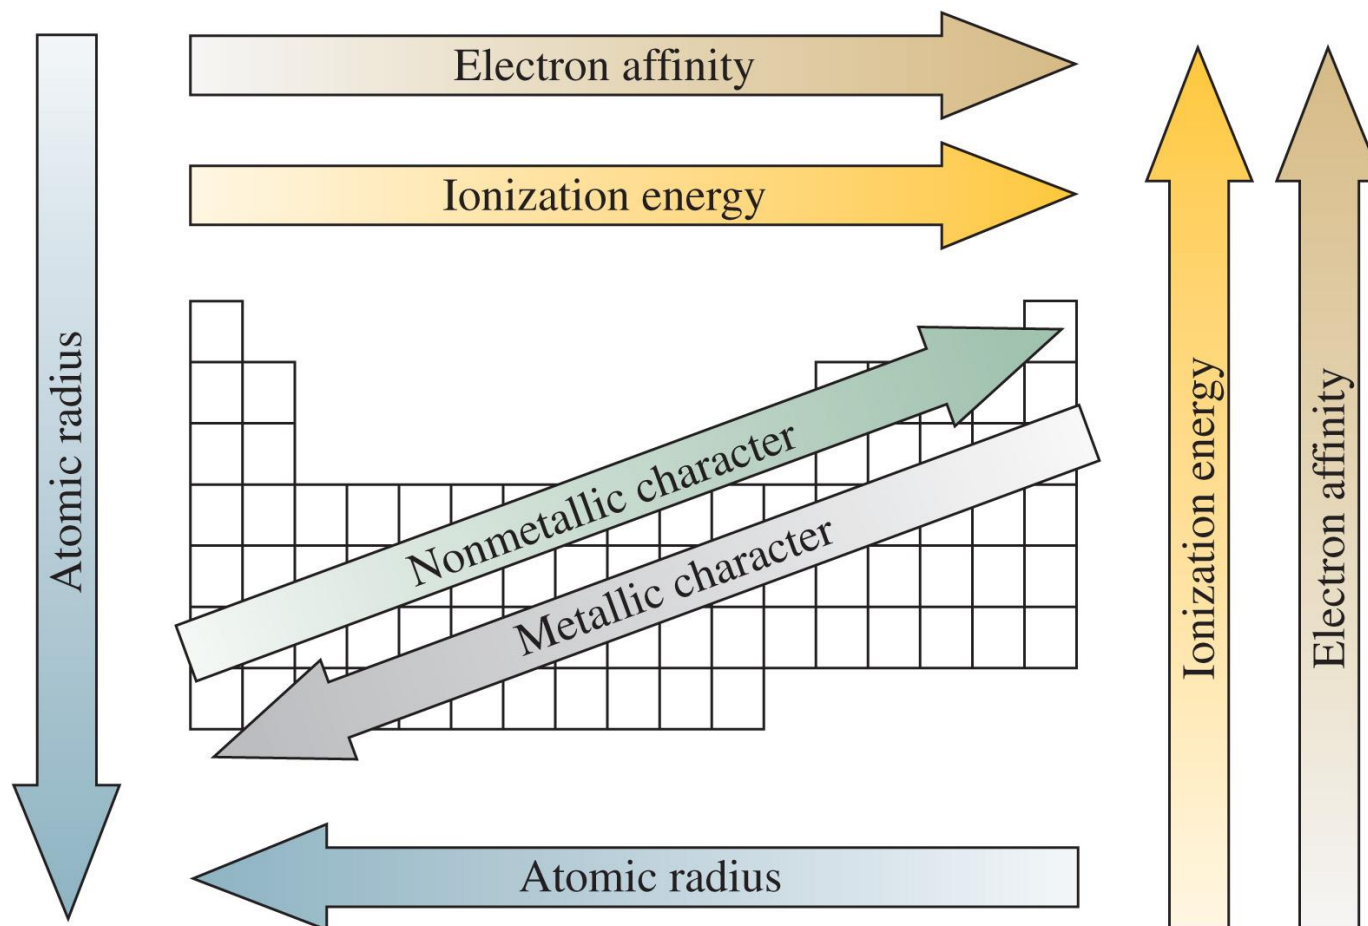 Electron affinity
Ionization energy
Atomic radius
Nonmetallic character
Metallic character
Ionization energy
Electron affinity
Atomic radius